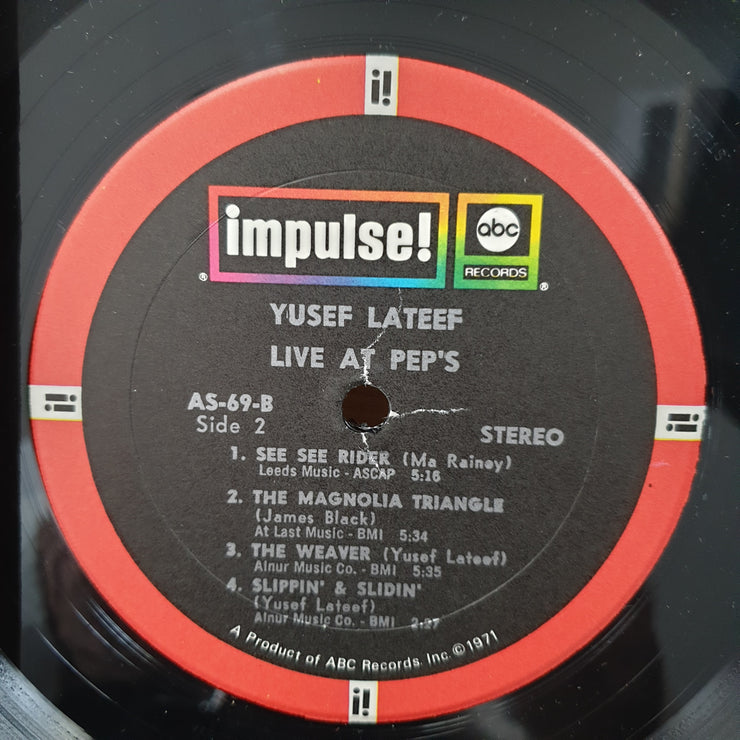 i!
impulse!
abc
RECORDS
® ®
YUSEF LATEEF
LIVE AT PEP'S
AS-69-B
Side 2
STEREO
i!
i!
1. SEE SEE RIDER (Ma Rainey)
Leeds Music - ASCAP 5:16
2. THE MAGNOLIA TRIANGLE
(James Black)
At Last Music - BMI 5:34
3. THE WEAVER (Yusef Lateef)
Alnur Music Co. - BMI 5:35
4. SLIPPIN' & SLIDIN'
(Yusef Lateef)
Alnur Music Co. - BMI 2:27
A Product of ABC Records, Inc. ©1971
i!